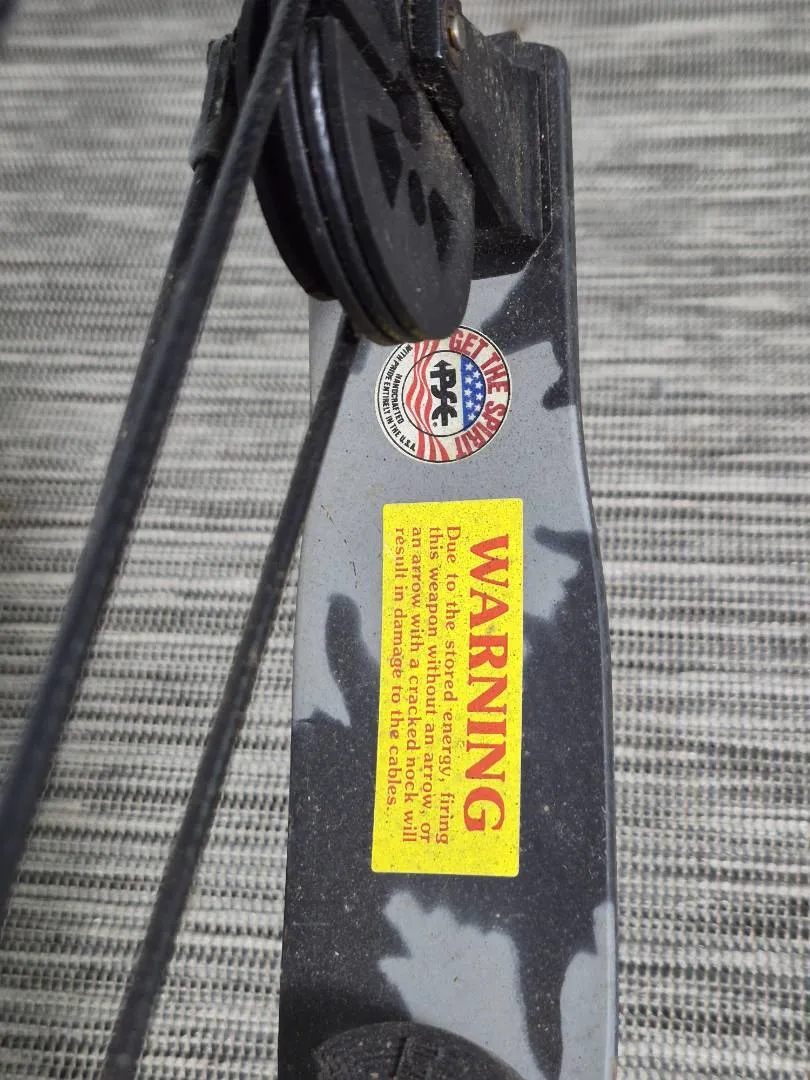 GET THE SPIRIT
PSE®
WITH PRIDE ENTIRELY IN THE U.S.A.
HANDCRAFTED
WARNING
Due to the stored energy, firing
this weapon without an arrow, or
an arrow with a cracked nock will
result in damage to the cables.